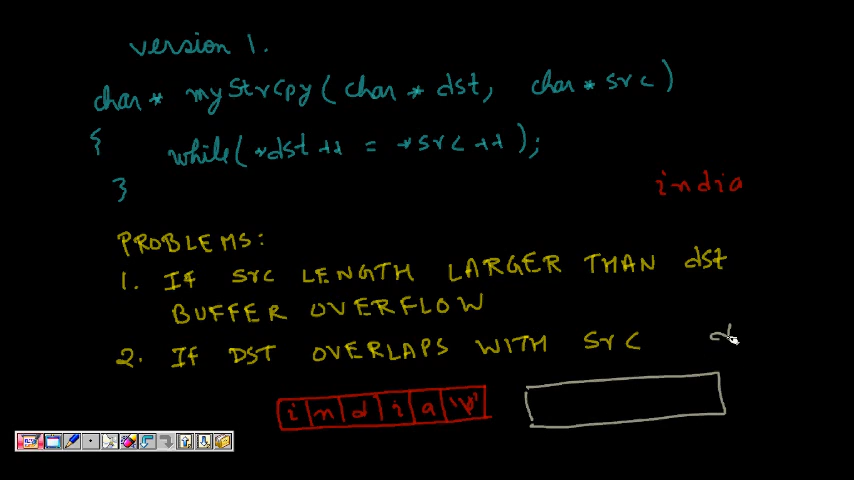 version 1.
char* myStrCpy(char * dst, char* src)
{
while(*dst++ = *src++);
}
india
PROBLEMS:
1. If src LENGTH LARGER THAN dst
BUFFER OVERFLOW
2. If DST OVERLAPS WITH Src
i n d i a '\0'